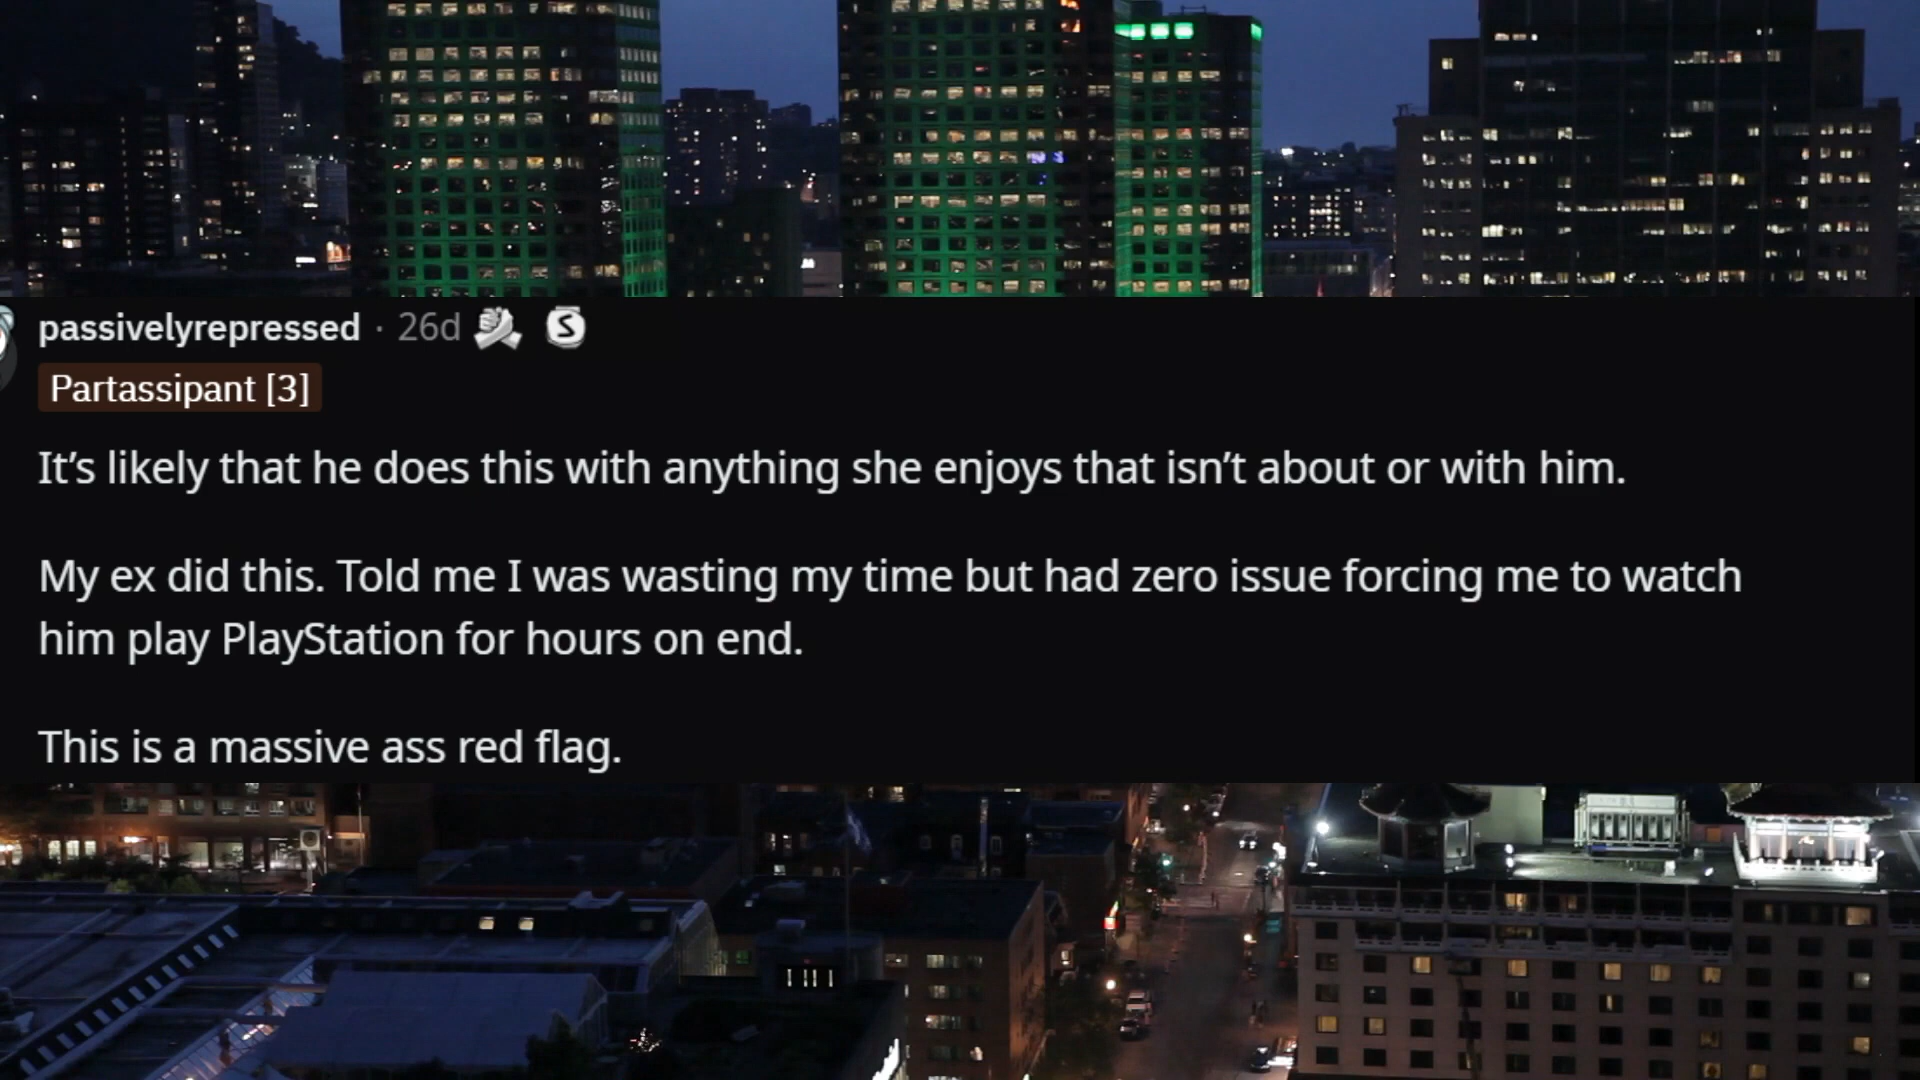 passivelyrepressed · 26d
Partassipant [3]
It’s likely that he does this with anything she enjoys that isn’t about or with him.
My ex did this. Told me I was wasting my time but had zero issue forcing me to watch
him play PlayStation for hours on end.
This is a massive ass red flag.